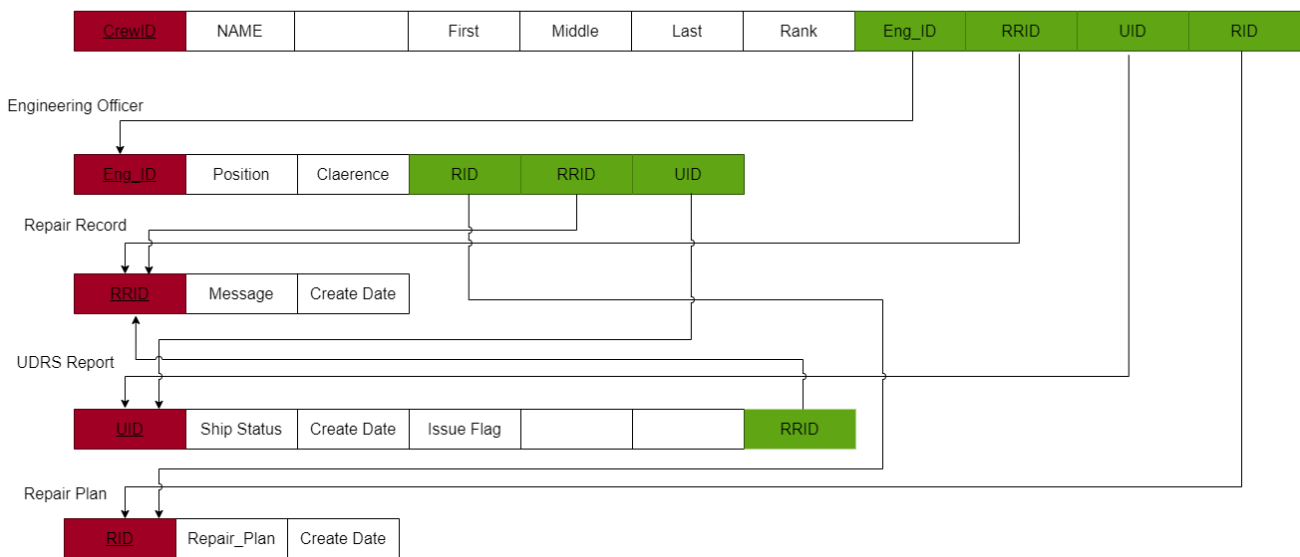 CrewID NAME First Middle Last Rank Eng_ID RRID UID RID
Engineering Officer
Eng_ID Position Claerence RID RRID UID
Repair Record
RRID Message Create Date
UDRS Report
UID Ship Status Create Date Issue Flag RRID
Repair Plan
RID Repair_Plan Create Date